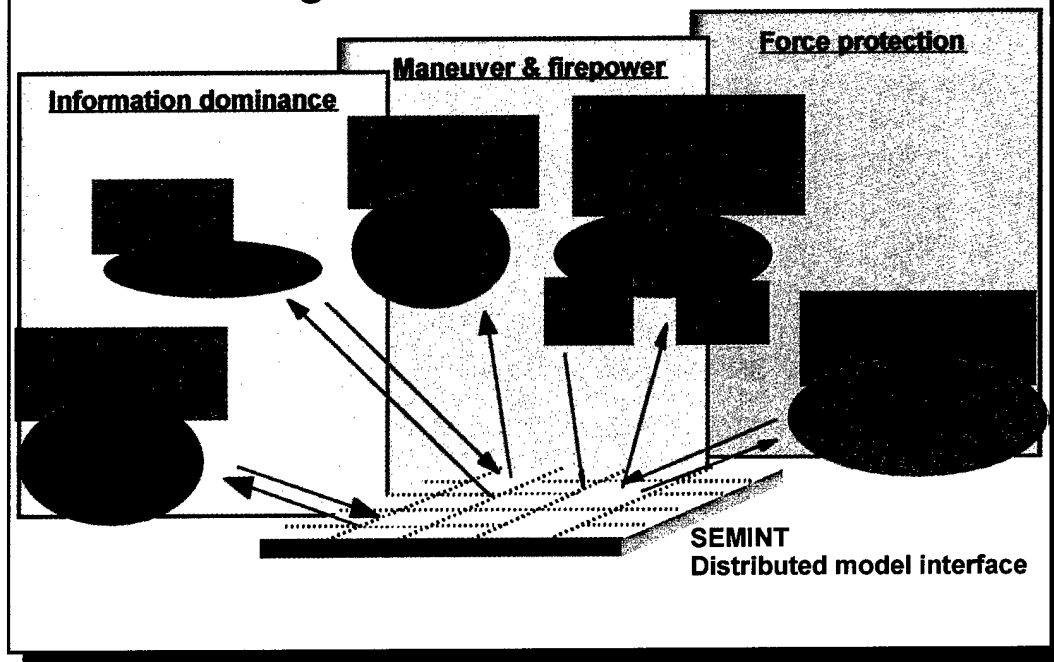 Information dominance
Maneuver & firepower
Force protection
SEMINT
Distributed model interface